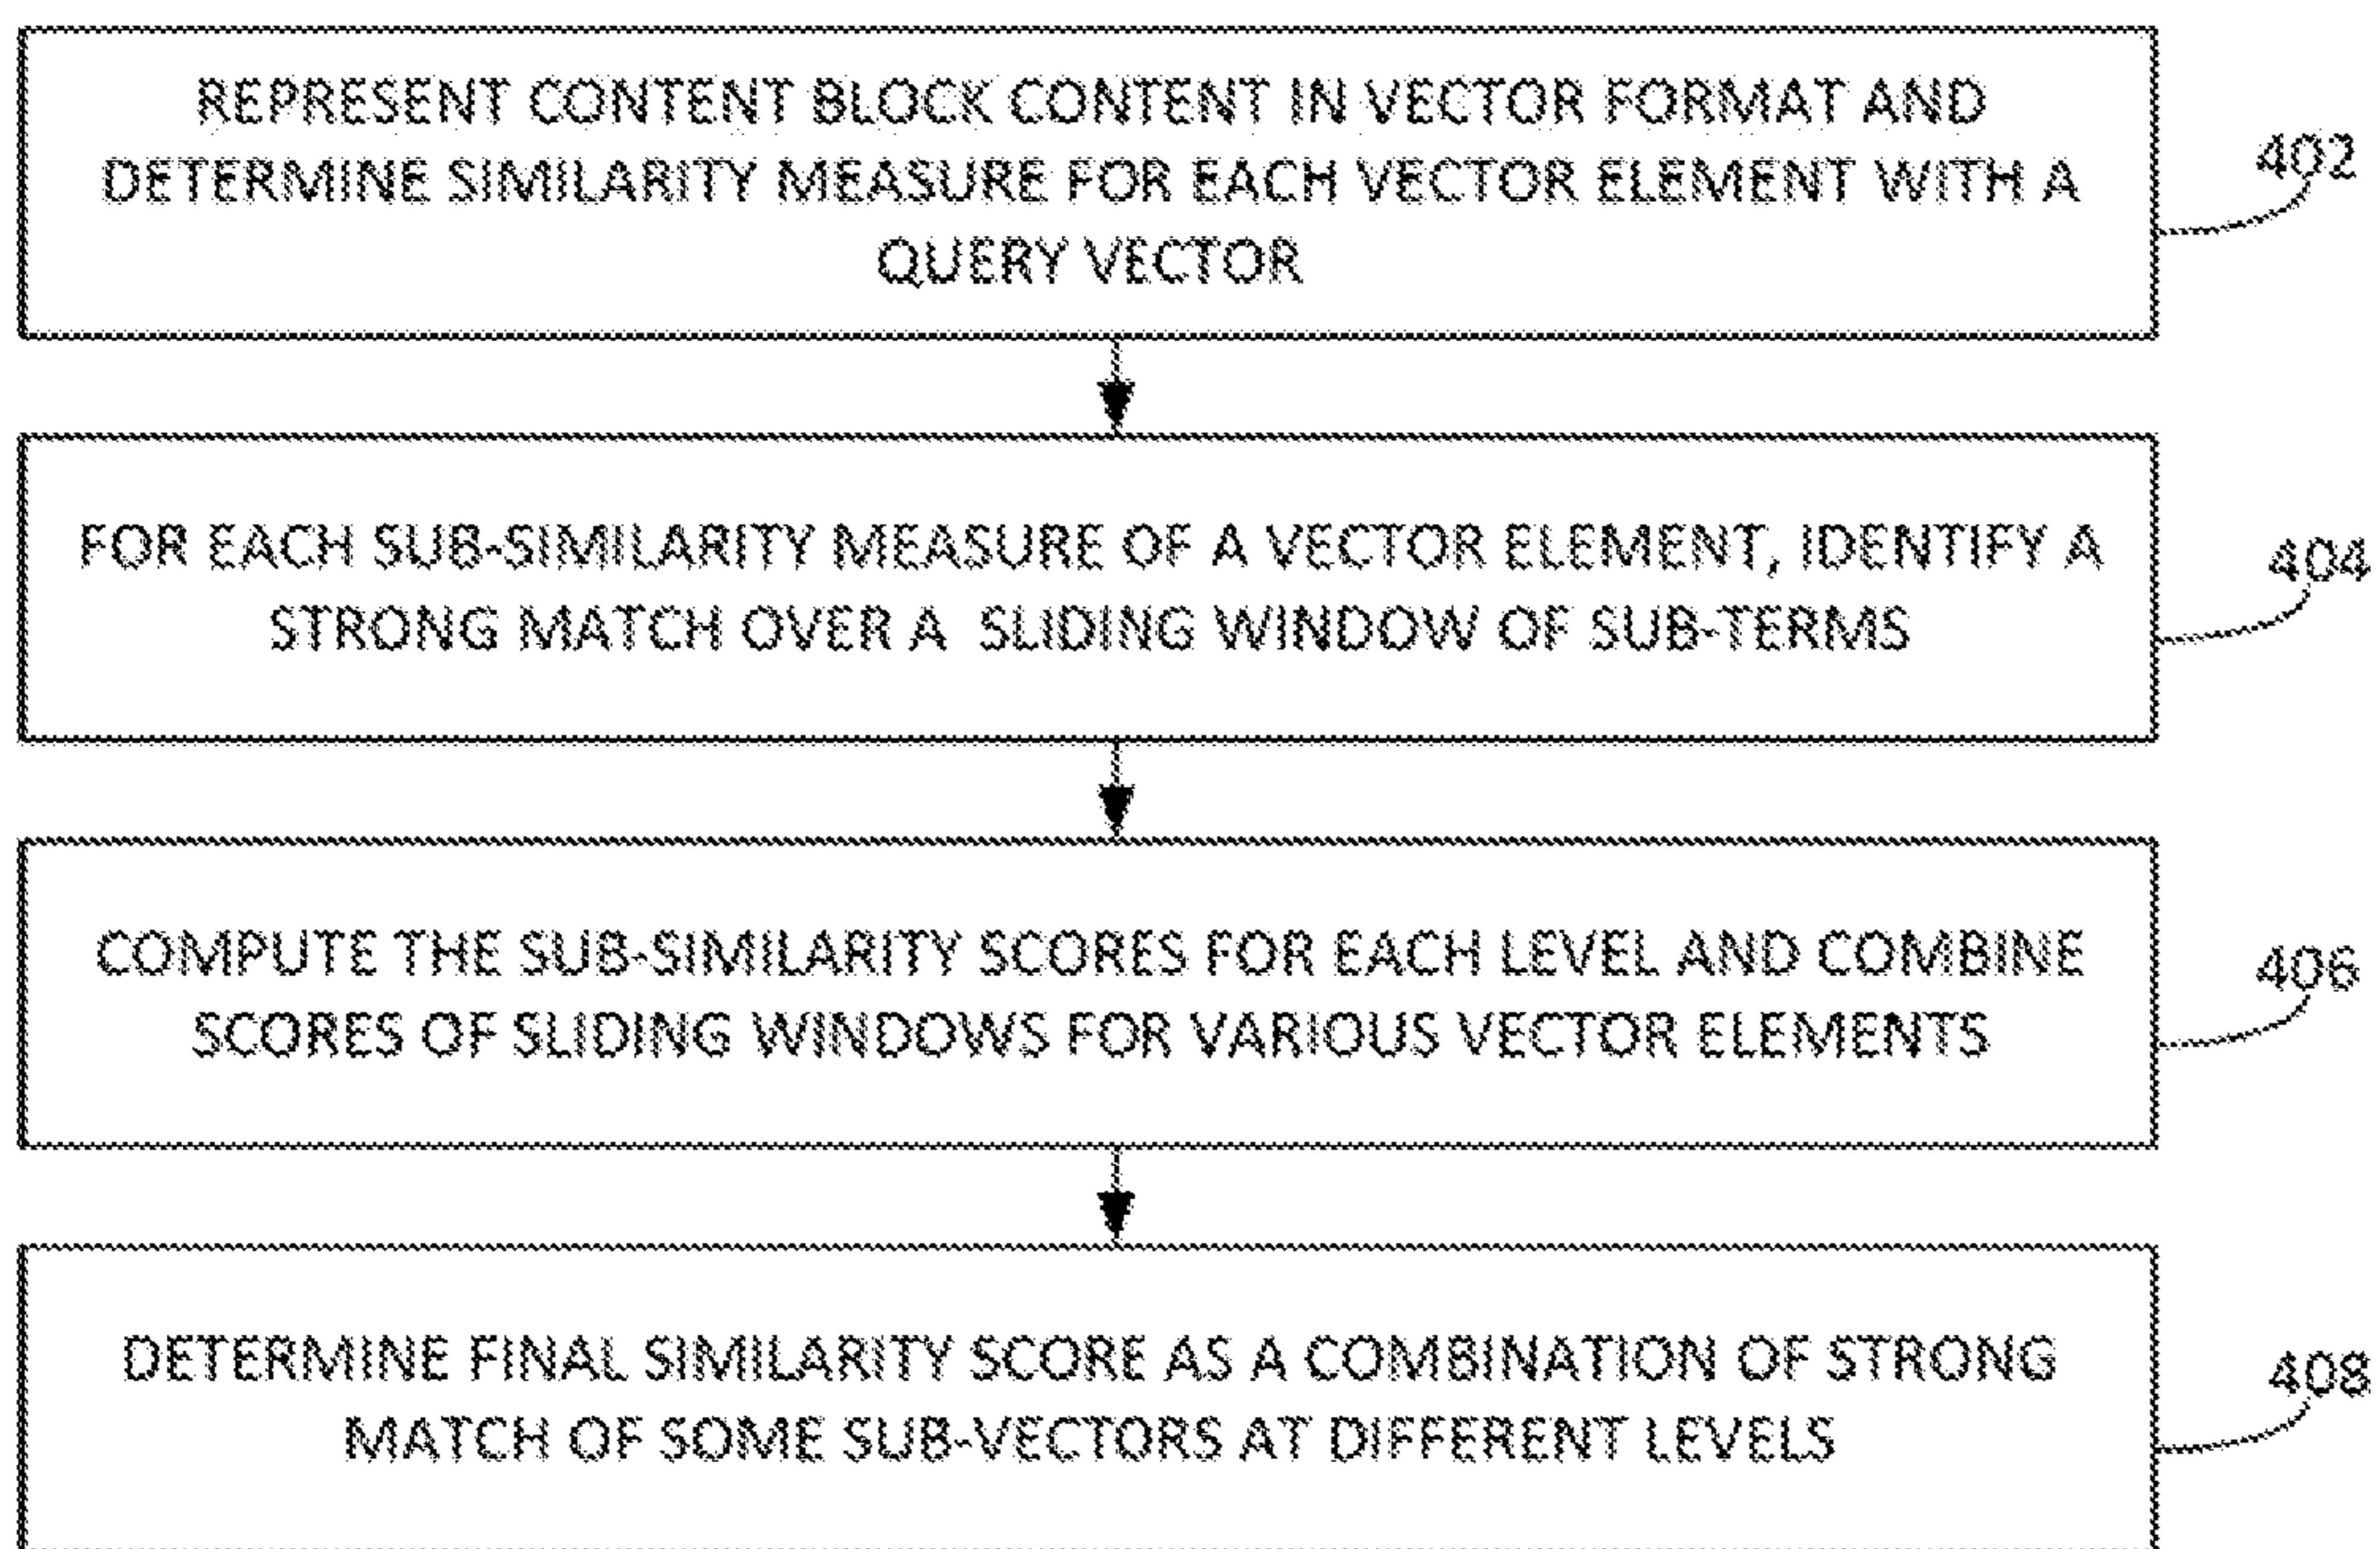 REPRESENT CONTENT BLOCK CONTENT IN VECTOR FORMAT AND
DETERMINE SIMILARITY MEASURE FOR EACH VECTOR ELEMENT WITH A
QUERY VECTOR
402
FOR EACH SUB-SIMILARITY MEASURE OF A VECTOR ELEMENT, IDENTIFY A
STRONG MATCH OVER A SLIDING WINDOW OF SUB-TERMS
404
COMPUTE THE SUB-SIMILARITY SCORES FOR EACH LEVEL AND COMBINE
SCORES OF SLIDING WINDOWS FOR VARIOUS VECTOR ELEMENTS
406
DETERMINE FINAL SIMILARITY SCORE AS A COMBINATION OF STRONG
MATCH OF SOME SUB-VECTORS AT DIFFERENT LEVELS
408